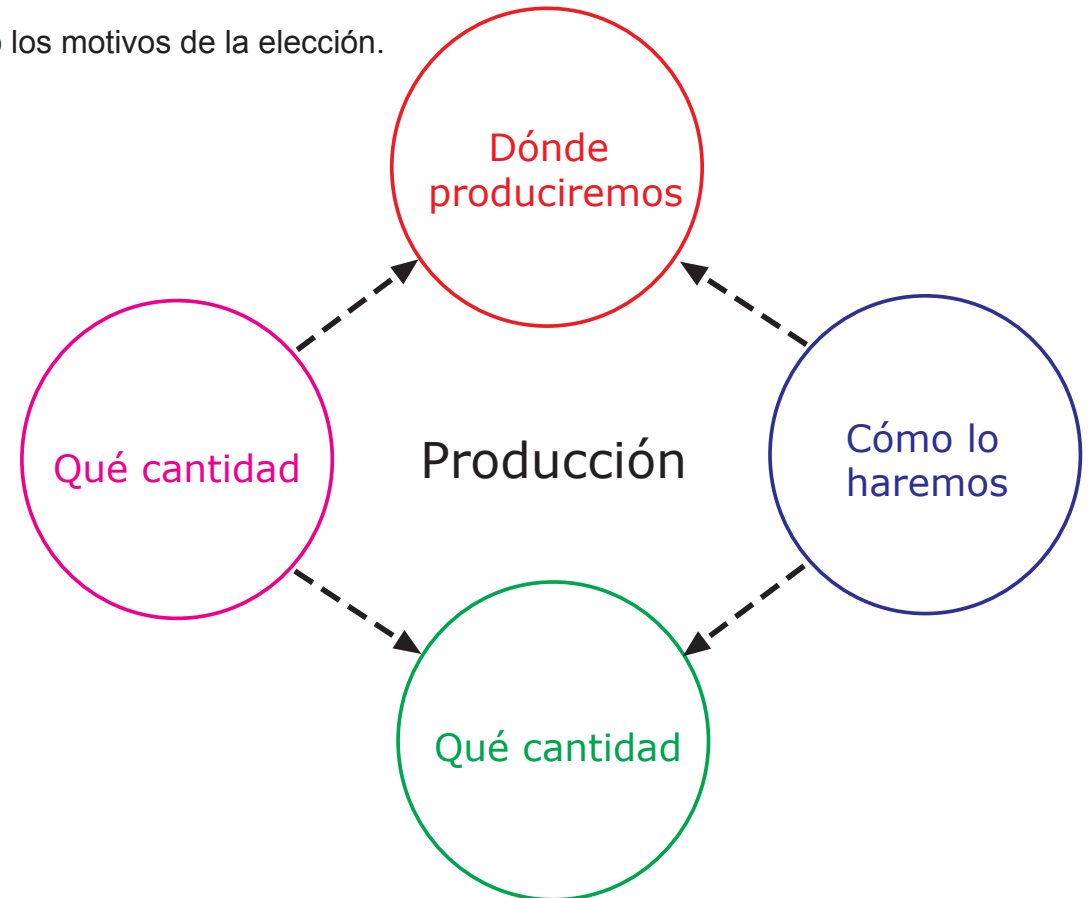 o los motivos de la elección.
Dónde
produciremos
Qué cantidad
Producción
Cómo lo
haremos
Qué cantidad